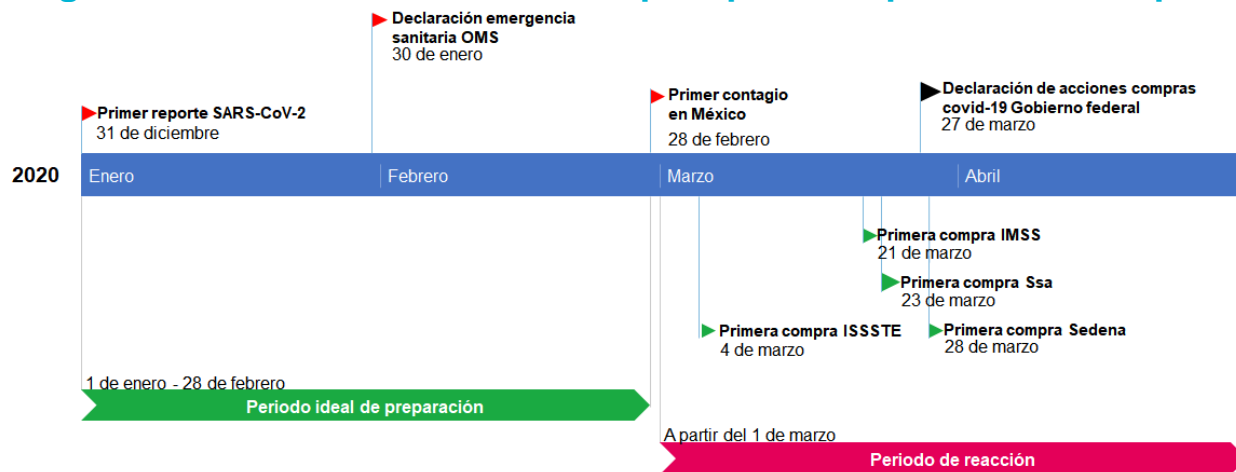 Declaración emergencia
sanitaria OMS
30 de enero
Primer reporte SARS-CoV-2
31 de diciembre
Primer contagio
en México
28 de febrero
Declaración de acciones compras
covid-19 Gobierno federal
27 de marzo
2020
Enero
Febrero
Marzo
Abril
Primera compra IMSS
21 de marzo
Primera compra Ssa
23 de marzo
Primera compra ISSSTE
4 de marzo
Primera compra Sedena
28 de marzo
1 de enero - 28 de febrero
Periodo ideal de preparación
A partir del 1 de marzo
Periodo de reacción